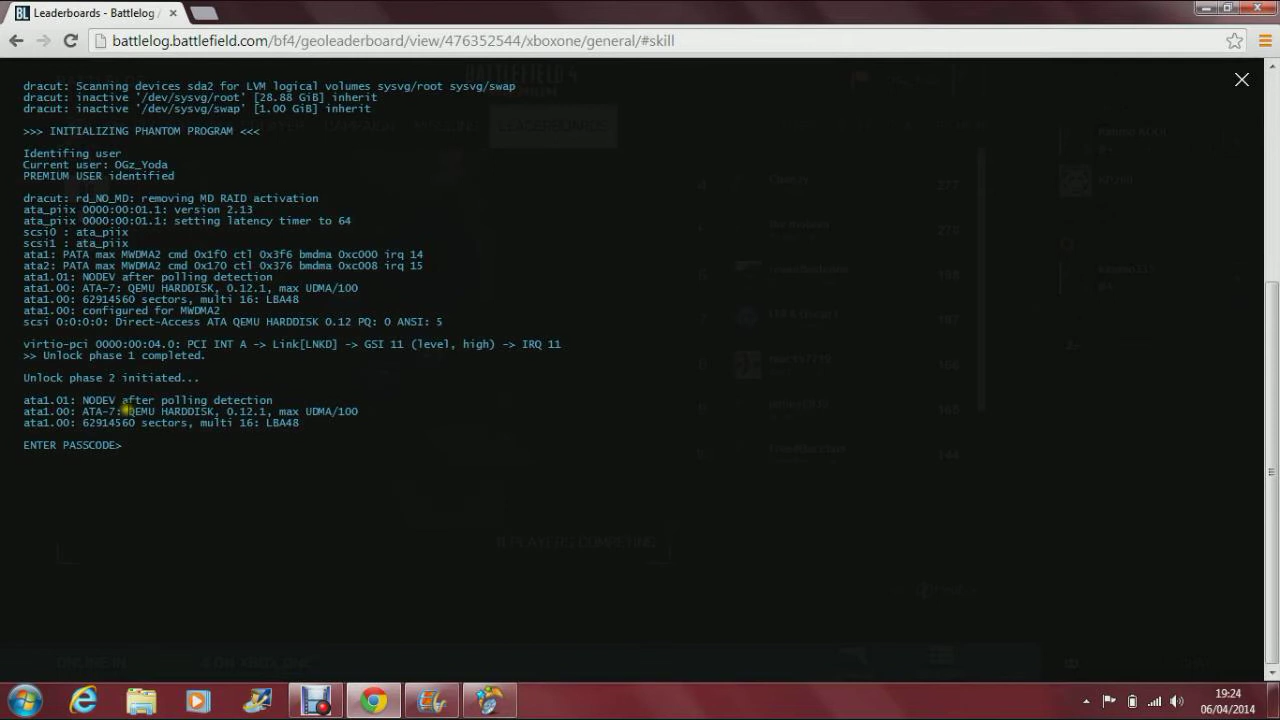 Leaderboards - Battlelog /
battlelog.battlefield.com/bf4/geoleaderboard/view/476352544/xboxone/general/#skill
dracut: Scanning devices sda2 for LVM logical volumes sysvg/root sysvg/swap
dracut: inactive '/dev/sysvg/root' [28.88 GiB] inherit
dracut: inactive '/dev/sysvg/swap' [1.00 GiB] inherit
>>> INITIALIZING PHANTOM PROGRAM <<<
LEADERBOARDS
Identifing user
Current user: OGz_Yoda
PREMIUM USER identified
dracut: rd_NO_MD: removing MD RAID activation
ata_piix 0000:00:01.1: version 2.13
ata_piix 0000:00:01.1: setting latency timer to 64
scsi0 : ata_piix
scsi1 : ata_piix
ata1: PATA max MWDMA2 cmd 0x1f0 ctl 0x3f6 bmdma 0xc000 irq 14
ata2: PATA max MWDMA2 cmd 0x170 ctl 0x376 bmdma 0xc008 irq 15
ata1.01: NODEV after polling detection
ata1.00: ATA-7: QEMU HARDDISK, 0.12.1, max UDMA/100
ata1.00: 62914560 sectors, multi 16: LBA48
ata1.00: configured for MWDMA2
scsi 0:0:0:0: Direct-Access ATA QEMU HARDDISK 0.12 PQ: 0 ANSI: 5
virtio-pci 0000:00:04.0: PCI INT A -> Link[LNKD] -> GSI 11 (level, high) -> IRQ 11
>> Unlock phase 1 completed.
Unlock phase 2 initiated...
ata1.01: NODEV after polling detection
ata1.00: ATA-7: QEMU HARDDISK, 0.12.1, max UDMA/100
ata1.00: 62914560 sectors, multi 16: LBA48
ENTER PASSCODE>
PLAYERS COMPETING
ONLINE IN
19:24
06/04/2014